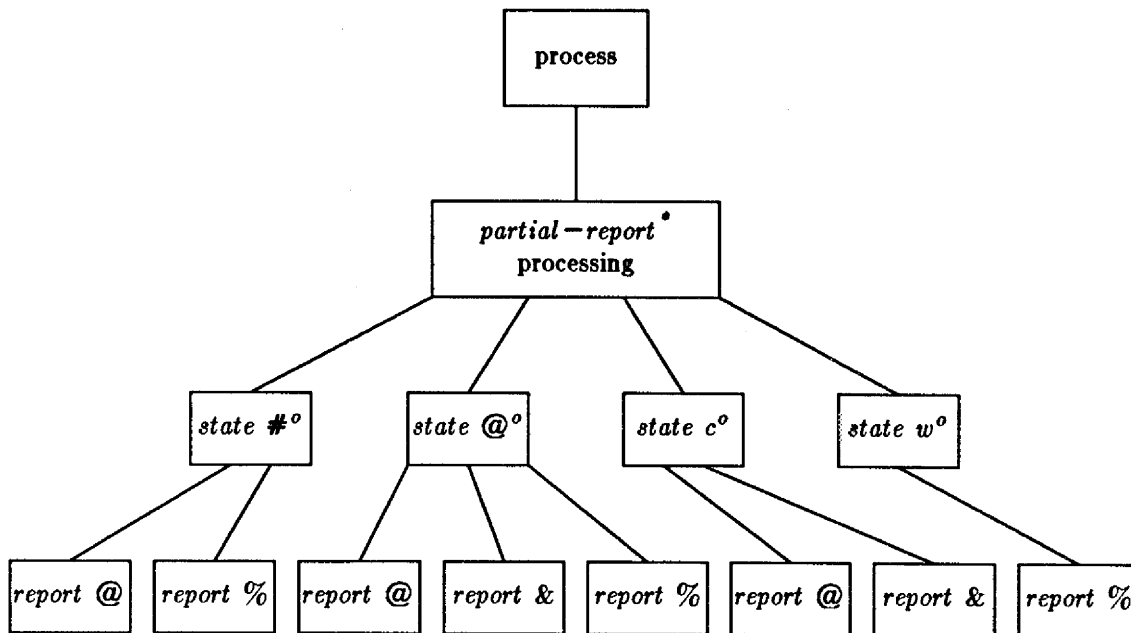 process
partial-report*
processing
state #°
state @°
state c°
state w°
report @
report %
report @
report &
report %
report @
report &
report %